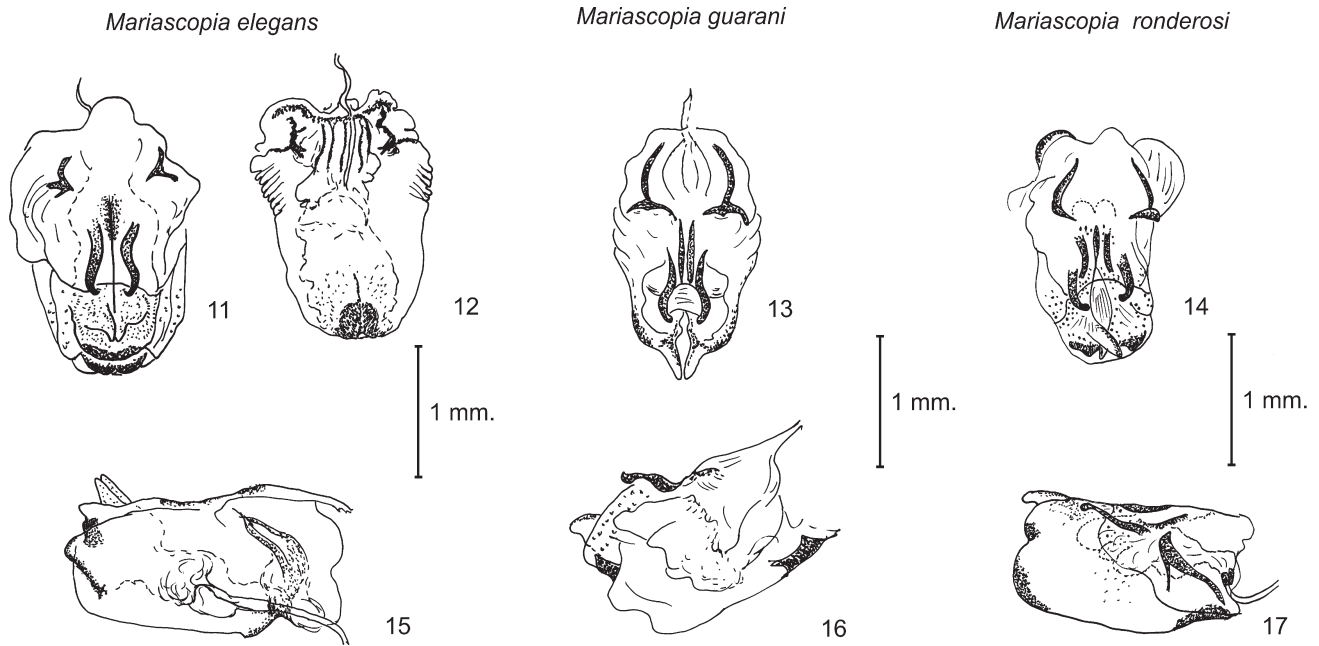 Mariascopia elegans
Mariascopia guarani
Mariascopia ronderosi
11
12
13
14
1 mm.
1 mm.
1 mm.
15
16
17